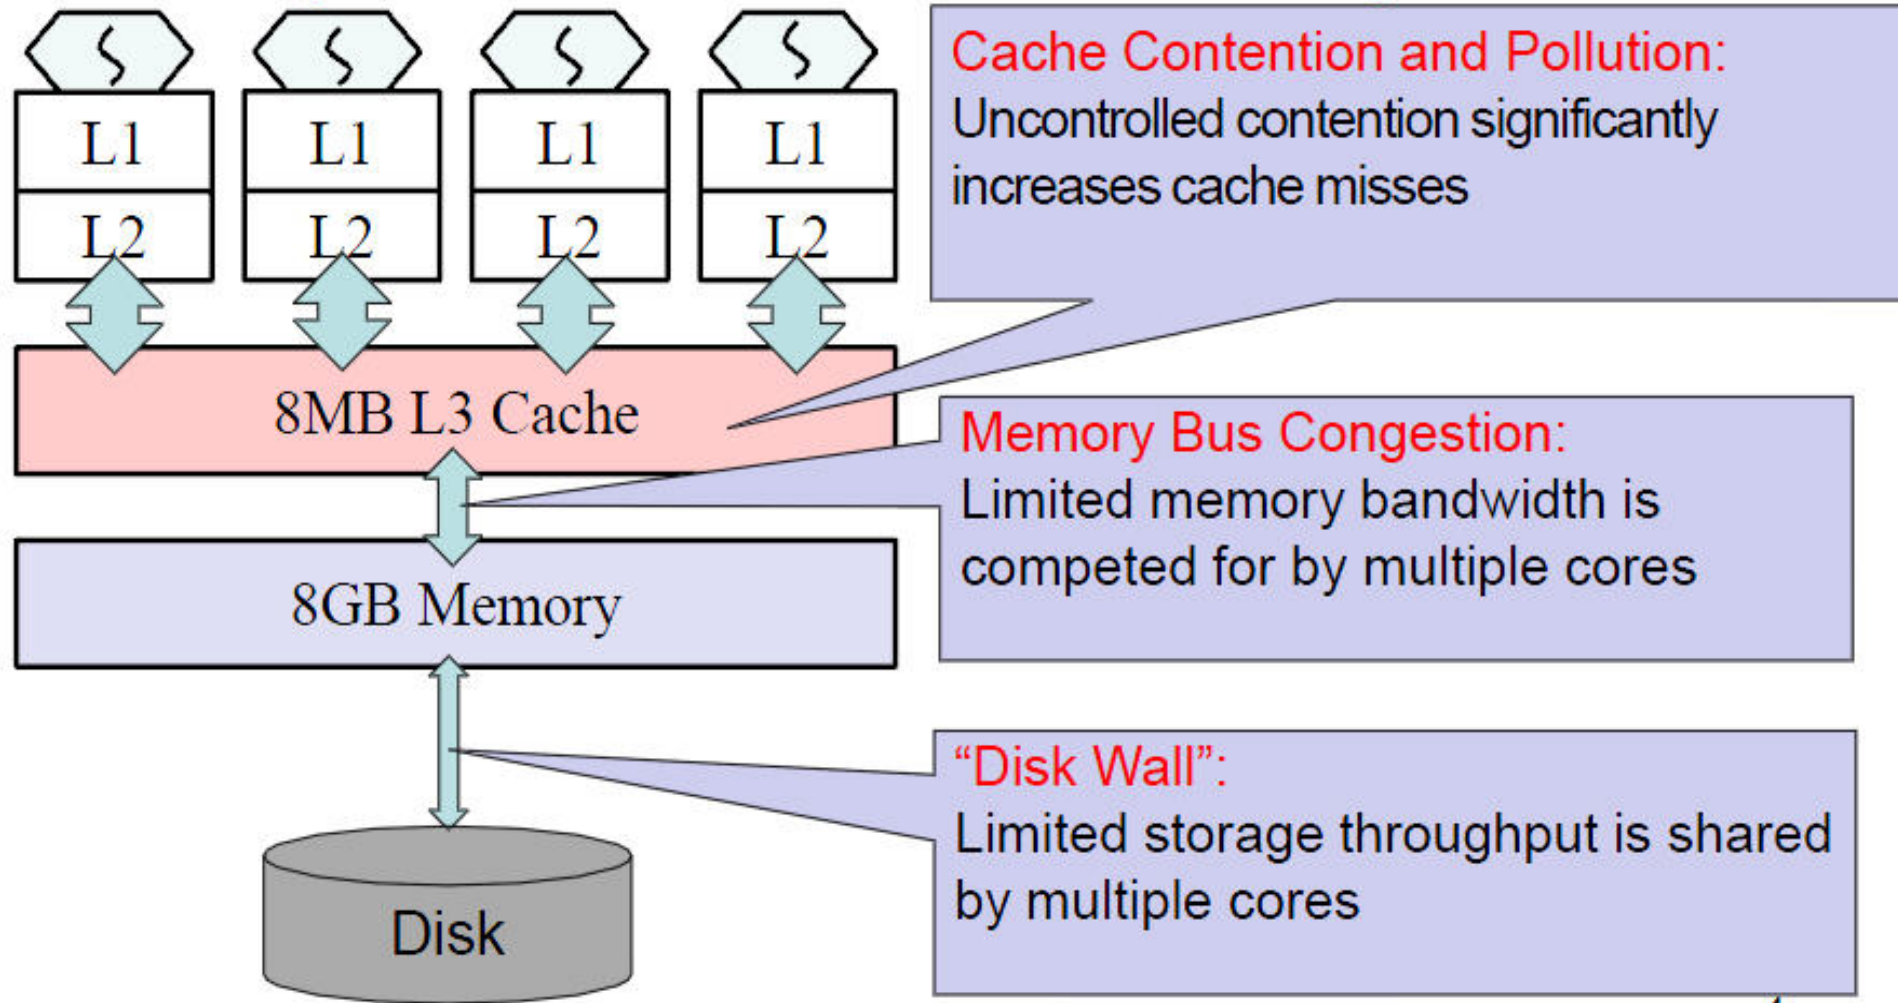 L1 L1 L1 L1
L2 L2 L2 L2
8MB L3 Cache
8GB Memory
Disk
Cache Contention and Pollution:
Uncontrolled contention significantly
increases cache misses
Memory Bus Congestion:
Limited memory bandwidth is
competed for by multiple cores
“Disk Wall”:
Limited storage throughput is shared
by multiple cores